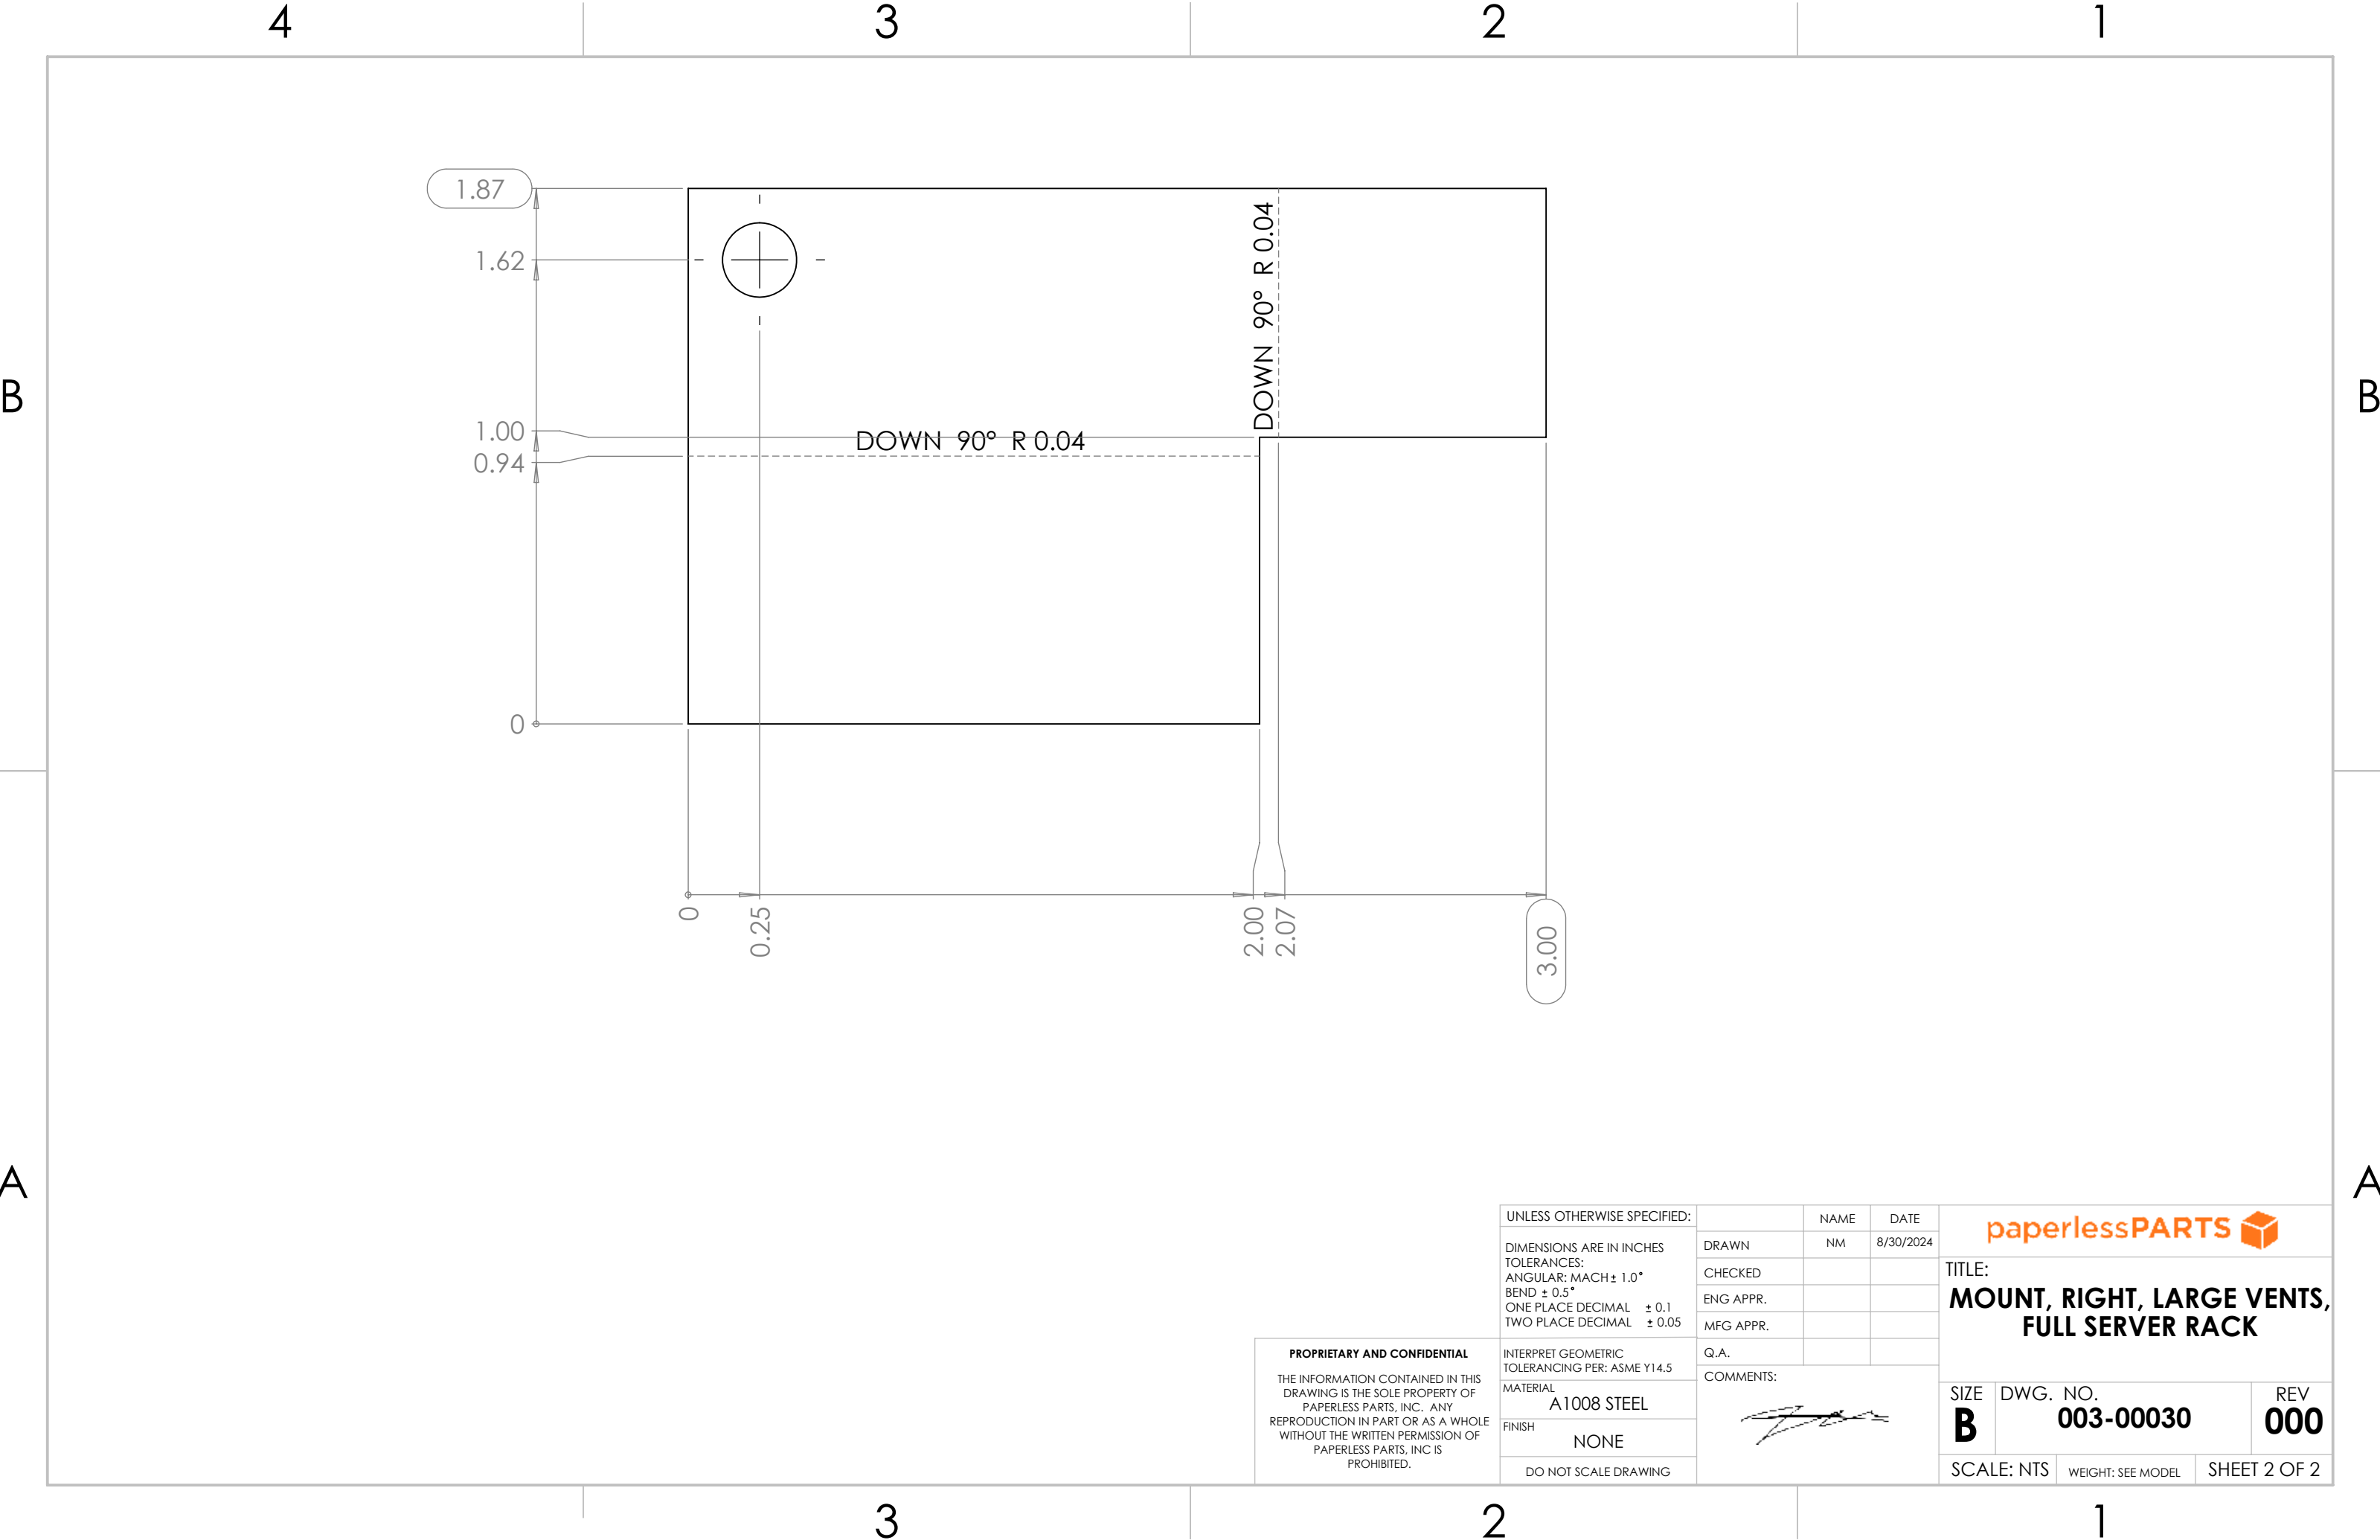 4 3 2 1
1.87
1.62
DOWN 90° R 0.04
B B
1.00
DOWN 90° R 0.04
0.94
0
0 0.25 2.00 2.07 3.00
A A
UNLESS OTHERWISE SPECIFIED:
DIMENSIONS ARE IN INCHES
TOLERANCES:
ANGULAR: MACH ± 1.0°
BEND ± 0.5°
ONE PLACE DECIMAL ± 0.1
TWO PLACE DECIMAL ± 0.05
INTERPRET GEOMETRIC
TOLERANCING PER: ASME Y14.5
MATERIAL
A1008 STEEL
FINISH
NONE
DO NOT SCALE DRAWING
PROPRIETARY AND CONFIDENTIAL
THE INFORMATION CONTAINED IN THIS
DRAWING IS THE SOLE PROPERTY OF
PAPERLESS PARTS, INC. ANY
REPRODUCTION IN PART OR AS A WHOLE
WITHOUT THE WRITTEN PERMISSION OF
PAPERLESS PARTS, INC IS
PROHIBITED.
NAME DATE
DRAWN NM 8/30/2024
CHECKED
ENG APPR.
MFG APPR.
Q.A.
COMMENTS:
paperlessPARTS
TITLE:
MOUNT, RIGHT, LARGE VENTS,
FULL SERVER RACK
SIZE DWG. NO. REV
B 003-00030 000
SCALE: NTS WEIGHT: SEE MODEL SHEET 2 OF 2
3 2 1